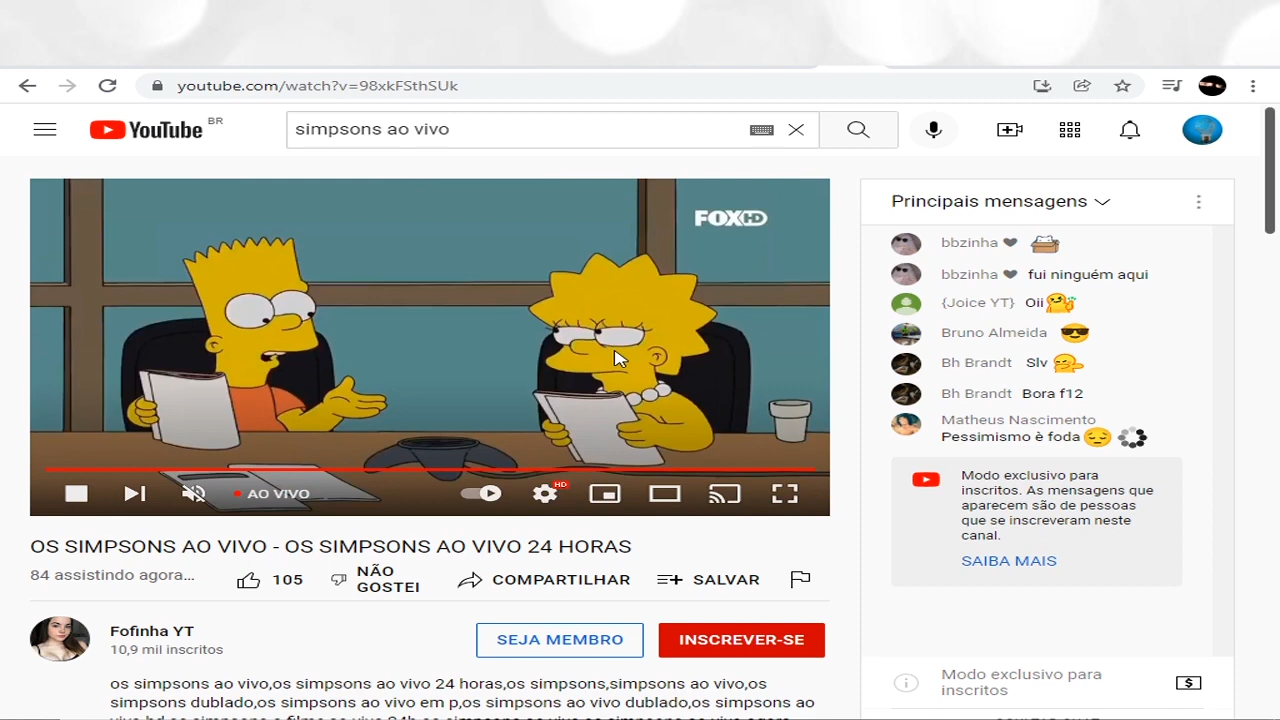 youtube.com/watch?v=98xkFSthSUk
YouTube BR
simpsons ao vivo
FOXHD
HD
AO VIVO
OS SIMPSONS AO VIVO - OS SIMPSONS AO VIVO 24 HORAS
84 assistindo agora...
105
NÃO
GOSTEI
COMPARTILHAR
SALVAR
Fofinha YT
10,9 mil inscritos
SEJA MEMBRO
INSCREVER-SE
os simpsons ao vivo,os simpsons ao vivo 24 horas,os simpsons,simpsons ao vivo,os
simpsons dublado,os simpsons ao vivo em p,os simpsons ao vivo dublado,os simpsons ao
Principais mensagens
bbzinha
bbzinha fui ninguém aqui
{Joice YT} Oii
Bruno Almeida
Bh Brandt Slv
Bh Brandt Bora f12
Matheus Nascimento
Pessimismo è foda
Modo exclusivo para
inscritos. As mensagens que
aparecem são de pessoas
que se inscreveram neste
canal.
SAIBA MAIS
Modo exclusivo para
inscritos
$